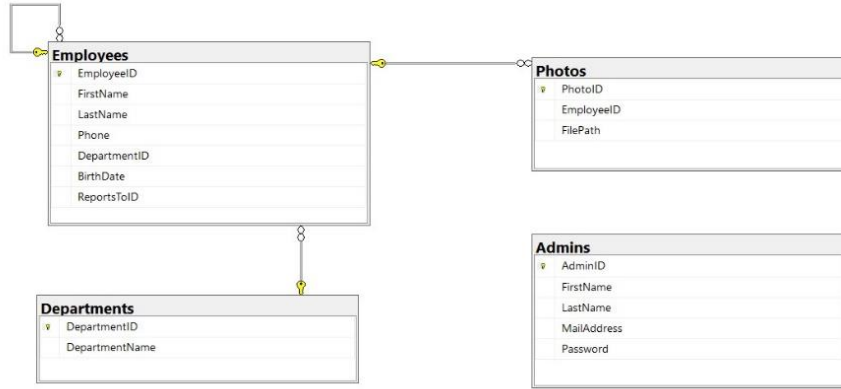 Employees
EmployeeID
FirstName
LastName
Phone
DepartmentID
BirthDate
ReportsToID
Photos
PhotoID
EmployeeID
FilePath
Departments
DepartmentID
DepartmentName
Admins
AdminID
FirstName
LastName
MailAddress
Password